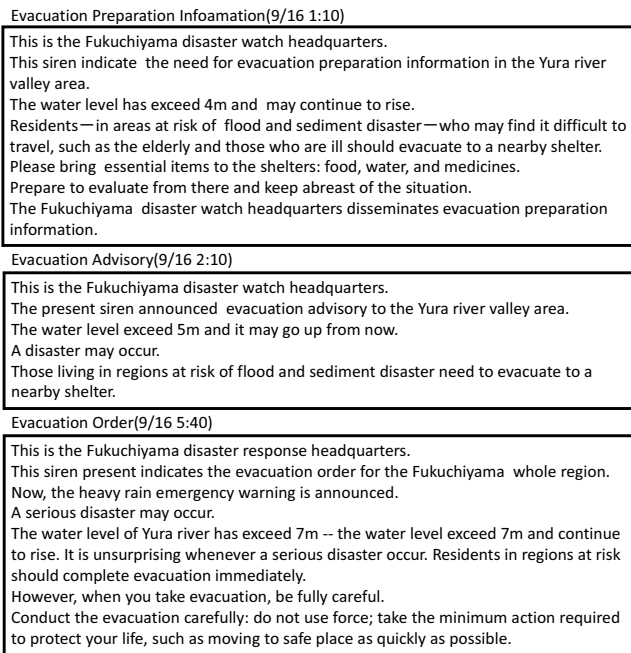 Evacuation Preparation Infoamation(9/16 1:10)
This is the Fukuchiyama disaster watch headquarters.
This siren indicate the need for evacuation preparation information in the Yura river
valley area.
The water level has exceed 4m and may continue to rise.
Residents—in areas at risk of flood and sediment disaster—who may find it difficult to
travel, such as the elderly and those who are ill should evacuate to a nearby shelter.
Please bring essential items to the shelters: food, water, and medicines.
Prepare to evaluate from there and keep abreast of the situation.
The Fukuchiyama disaster watch headquarters disseminates evacuation preparation
information.
Evacuation Advisory(9/16 2:10)
This is the Fukuchiyama disaster watch headquarters.
The present siren announced evacuation advisory to the Yura river valley area.
The water level exceed 5m and it may go up from now.
A disaster may occur.
Those living in regions at risk of flood and sediment disaster need to evacuate to a
nearby shelter.
Evacuation Order(9/16 5:40)
This is the Fukuchiyama disaster response headquarters.
This siren present indicates the evacuation order for the Fukuchiyama whole region.
Now, the heavy rain emergency warning is announced.
A serious disaster may occur.
The water level of Yura river has exceed 7m -- the water level exceed 7m and continue
to rise. It is unsurprising whenever a serious disaster occur. Residents in regions at risk
should complete evacuation immediately.
However, when you take evacuation, be fully careful.
Conduct the evacuation carefully: do not use force; take the minimum action required
to protect your life, such as moving to safe place as quickly as possible.